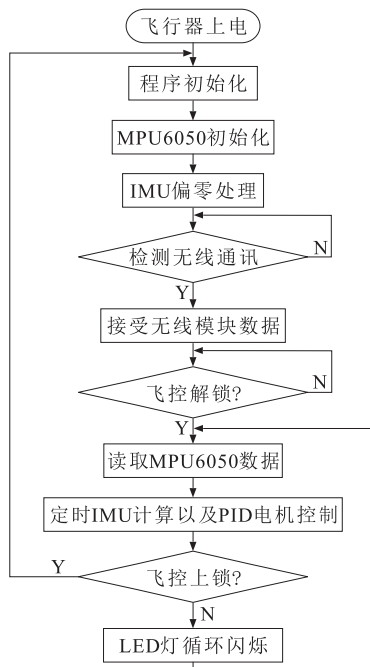 飞行器上电
程序初始化
MPU6050初始化
IMU偏零处理
检测无线通讯
N
Y
接受无线模块数据
飞控解锁?
N
Y
读取MPU6050数据
定时IMU计算以及PID电机控制
Y
飞控上锁?
N
LED灯循环闪烁